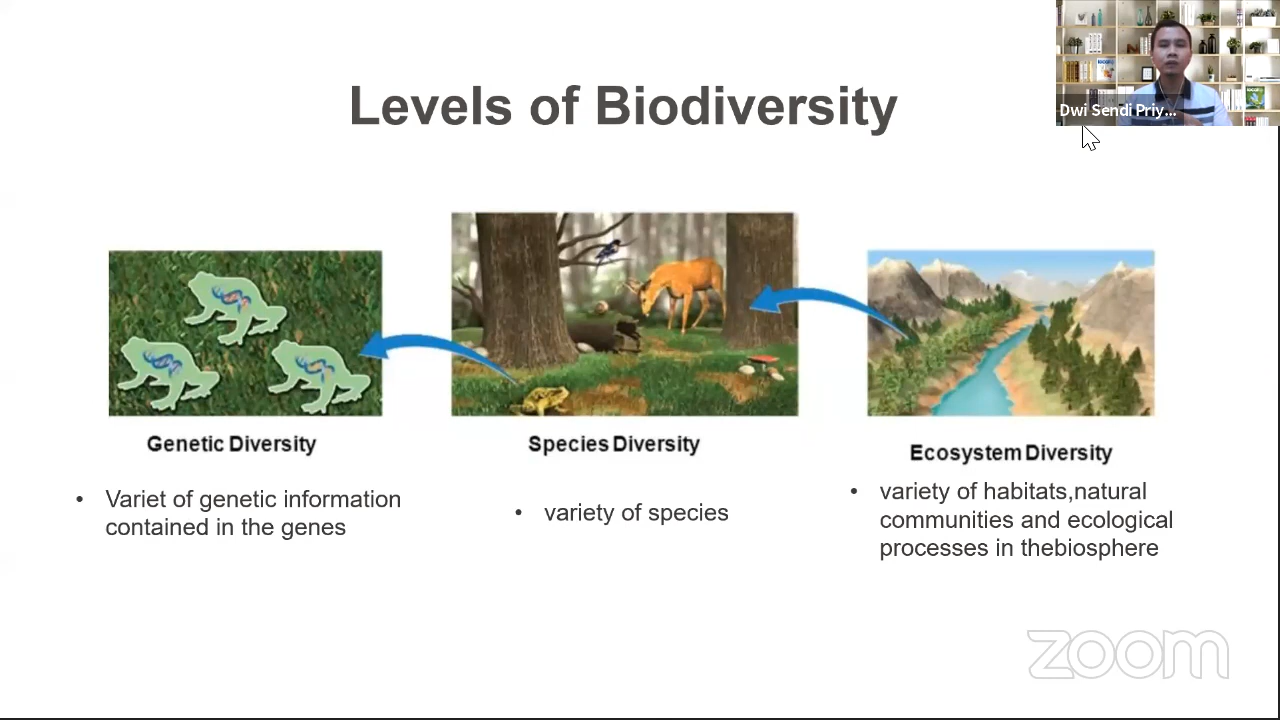 Levels of Biodiversity
Dwi Sendi Priy...
Genetic Diversity
• Variet of genetic information
contained in the genes
Species Diversity
• variety of species
Ecosystem Diversity
• variety of habitats,natural
communities and ecological
processes in thebiosphere
zoom